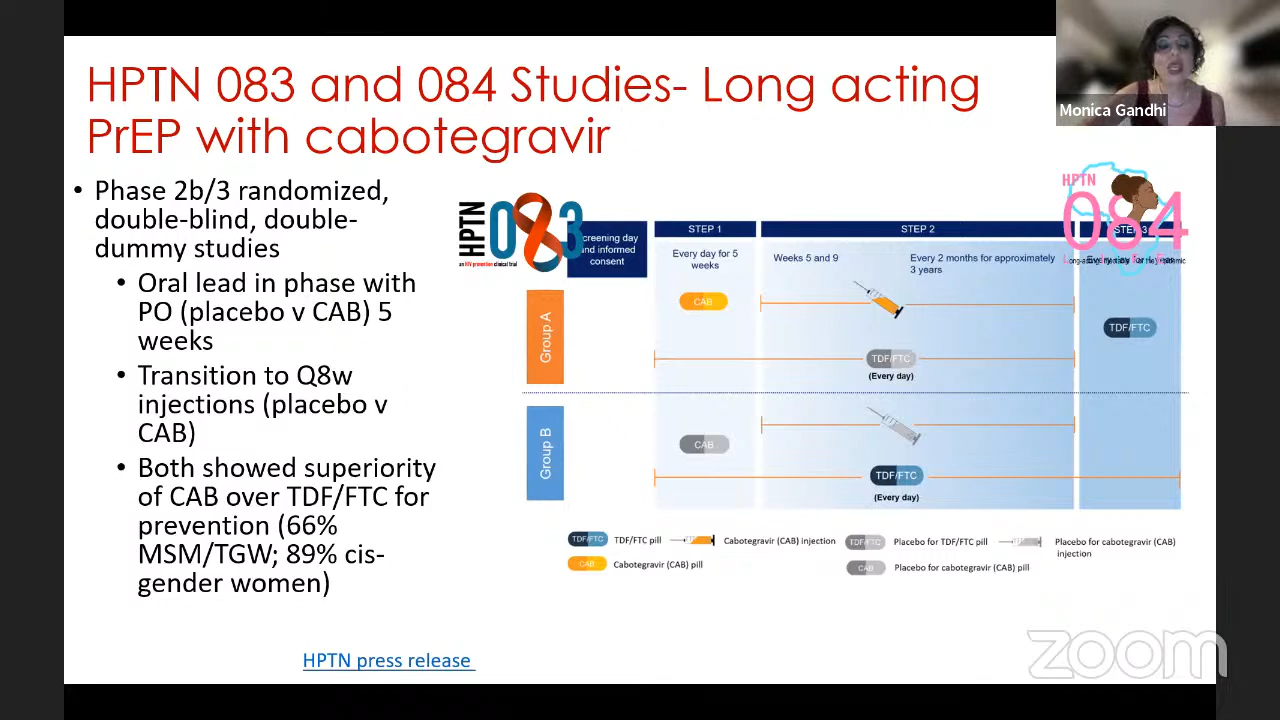 HPTN 083 and 084 Studies- Long acting
PrEP with cabotegravir
Monica Gandhi
• Phase 2b/3 randomized,
double-blind, double-
dummy studies
• Oral lead in phase with
PO (placebo v CAB) 5
weeks
• Transition to Q8w
injections (placebo v
CAB)
• Both showed superiority
of CAB over TDF/FTC for
prevention (66%
MSM/TGW; 89% cis-
gender women)
HPTN press release
HPTN
083
an HIV prevention clinical trial
HPTN
084
creening day
and informed
consent
STEP 1
STEP 2
STEP 3
Every day for 5
weeks
Weeks 5 and 9
Every 2 months for approximately
3 years
Group A
CAB
TDF/FTC
(Every day)
TDF/FTC
Group B
CAB
TDF/FTC
(Every day)
TDF/FTC
TDF/FTC pill
Cabotegravir (CAB) injection
TDF/FTC
Placebo for TDF/FTC pill
Placebo for cabotegravir (CAB)
injection
CAB
Cabotegravir (CAB) pill
CAB
Placebo for cabotegravir (CAB) pill
zoom